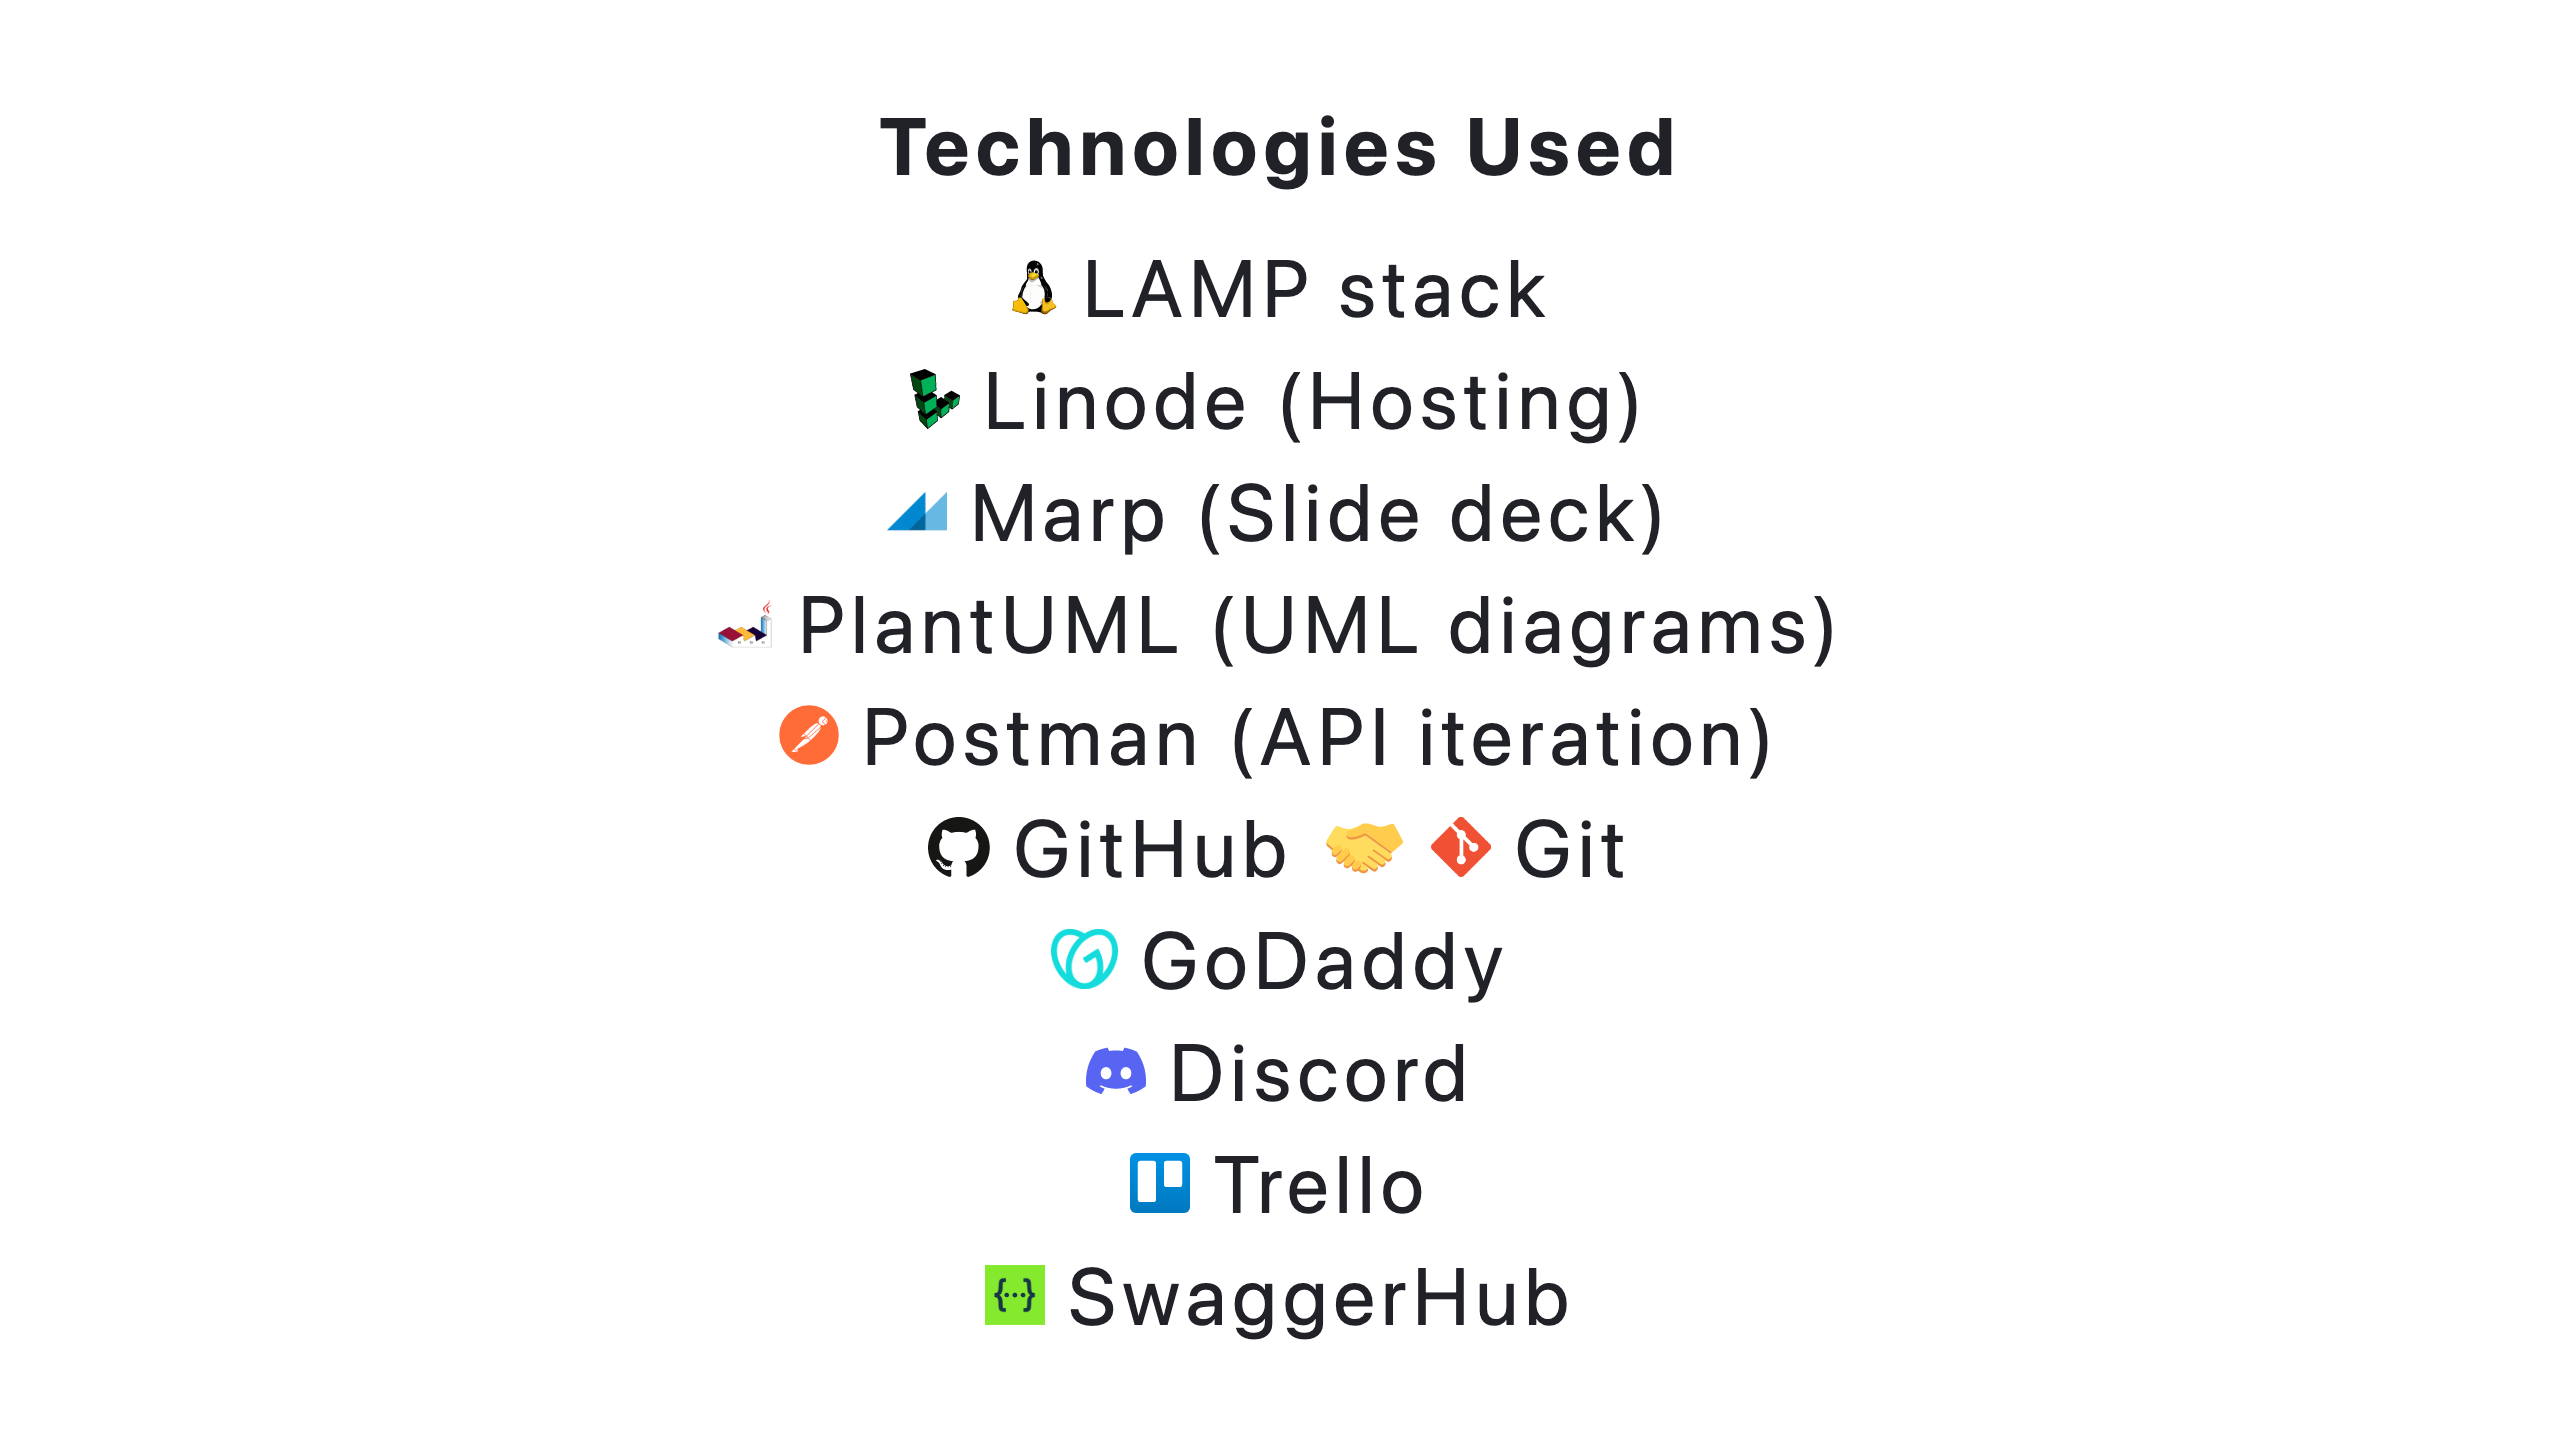 Technologies Used
LAMP stack
Linode (Hosting)
Marp (Slide deck)
PlantUML (UML diagrams)
Postman (API iteration)
GitHub 🤝 Git
GoDaddy
Discord
Trello
SwaggerHub